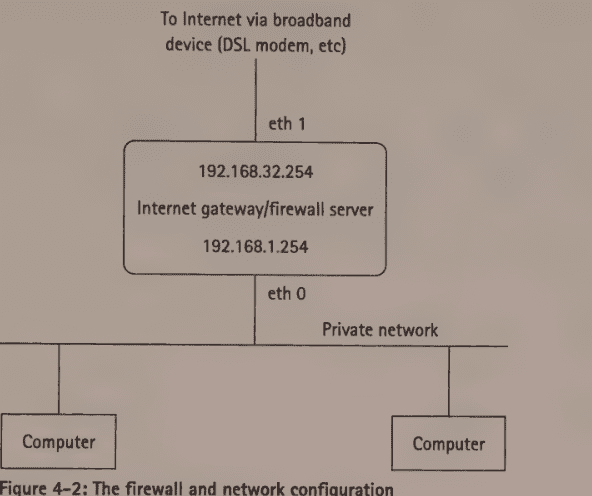 To Internet via broadband
device (DSL modem, etc)
eth 1
192.168.32.254
Internet gateway/firewall server
192.168.1.254
eth 0
Private network
Computer
Computer
Figure 4-2: The firewall and network configuration